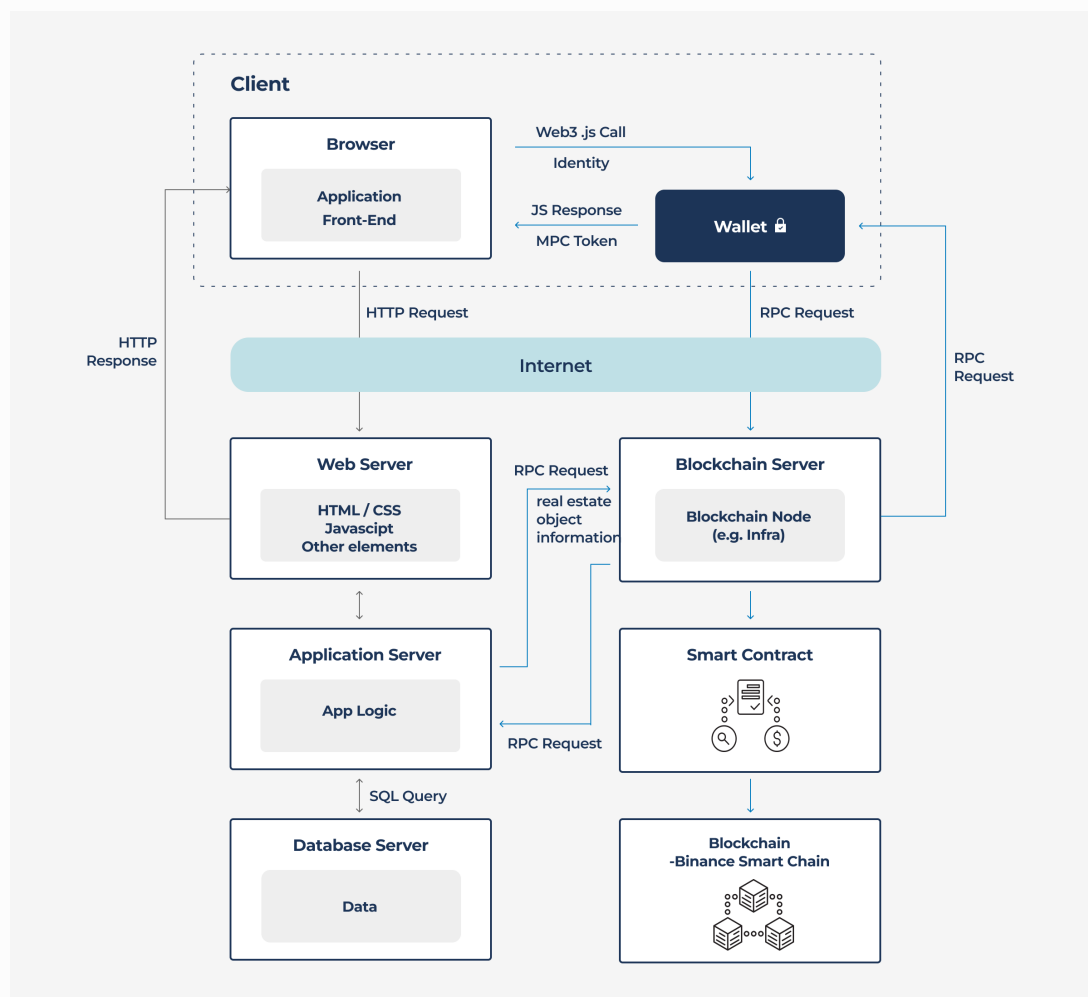 Client
Browser
Application
Front-End
Web3 .js Call
Identity
JS Response
MPC Token
Wallet
HTTP Request
RPC Request
HTTP
Response
Internet
RPC
Request
Web Server
HTML / CSS
Javascipt
Other elements
RPC Request
real estate
object
information
Blockchain Server
Blockchain Node
(e.g. Infra)
Application Server
App Logic
RPC Request
Smart Contract
$
SQL Query
Database Server
Data
Blockchain
-Binance Smart Chain